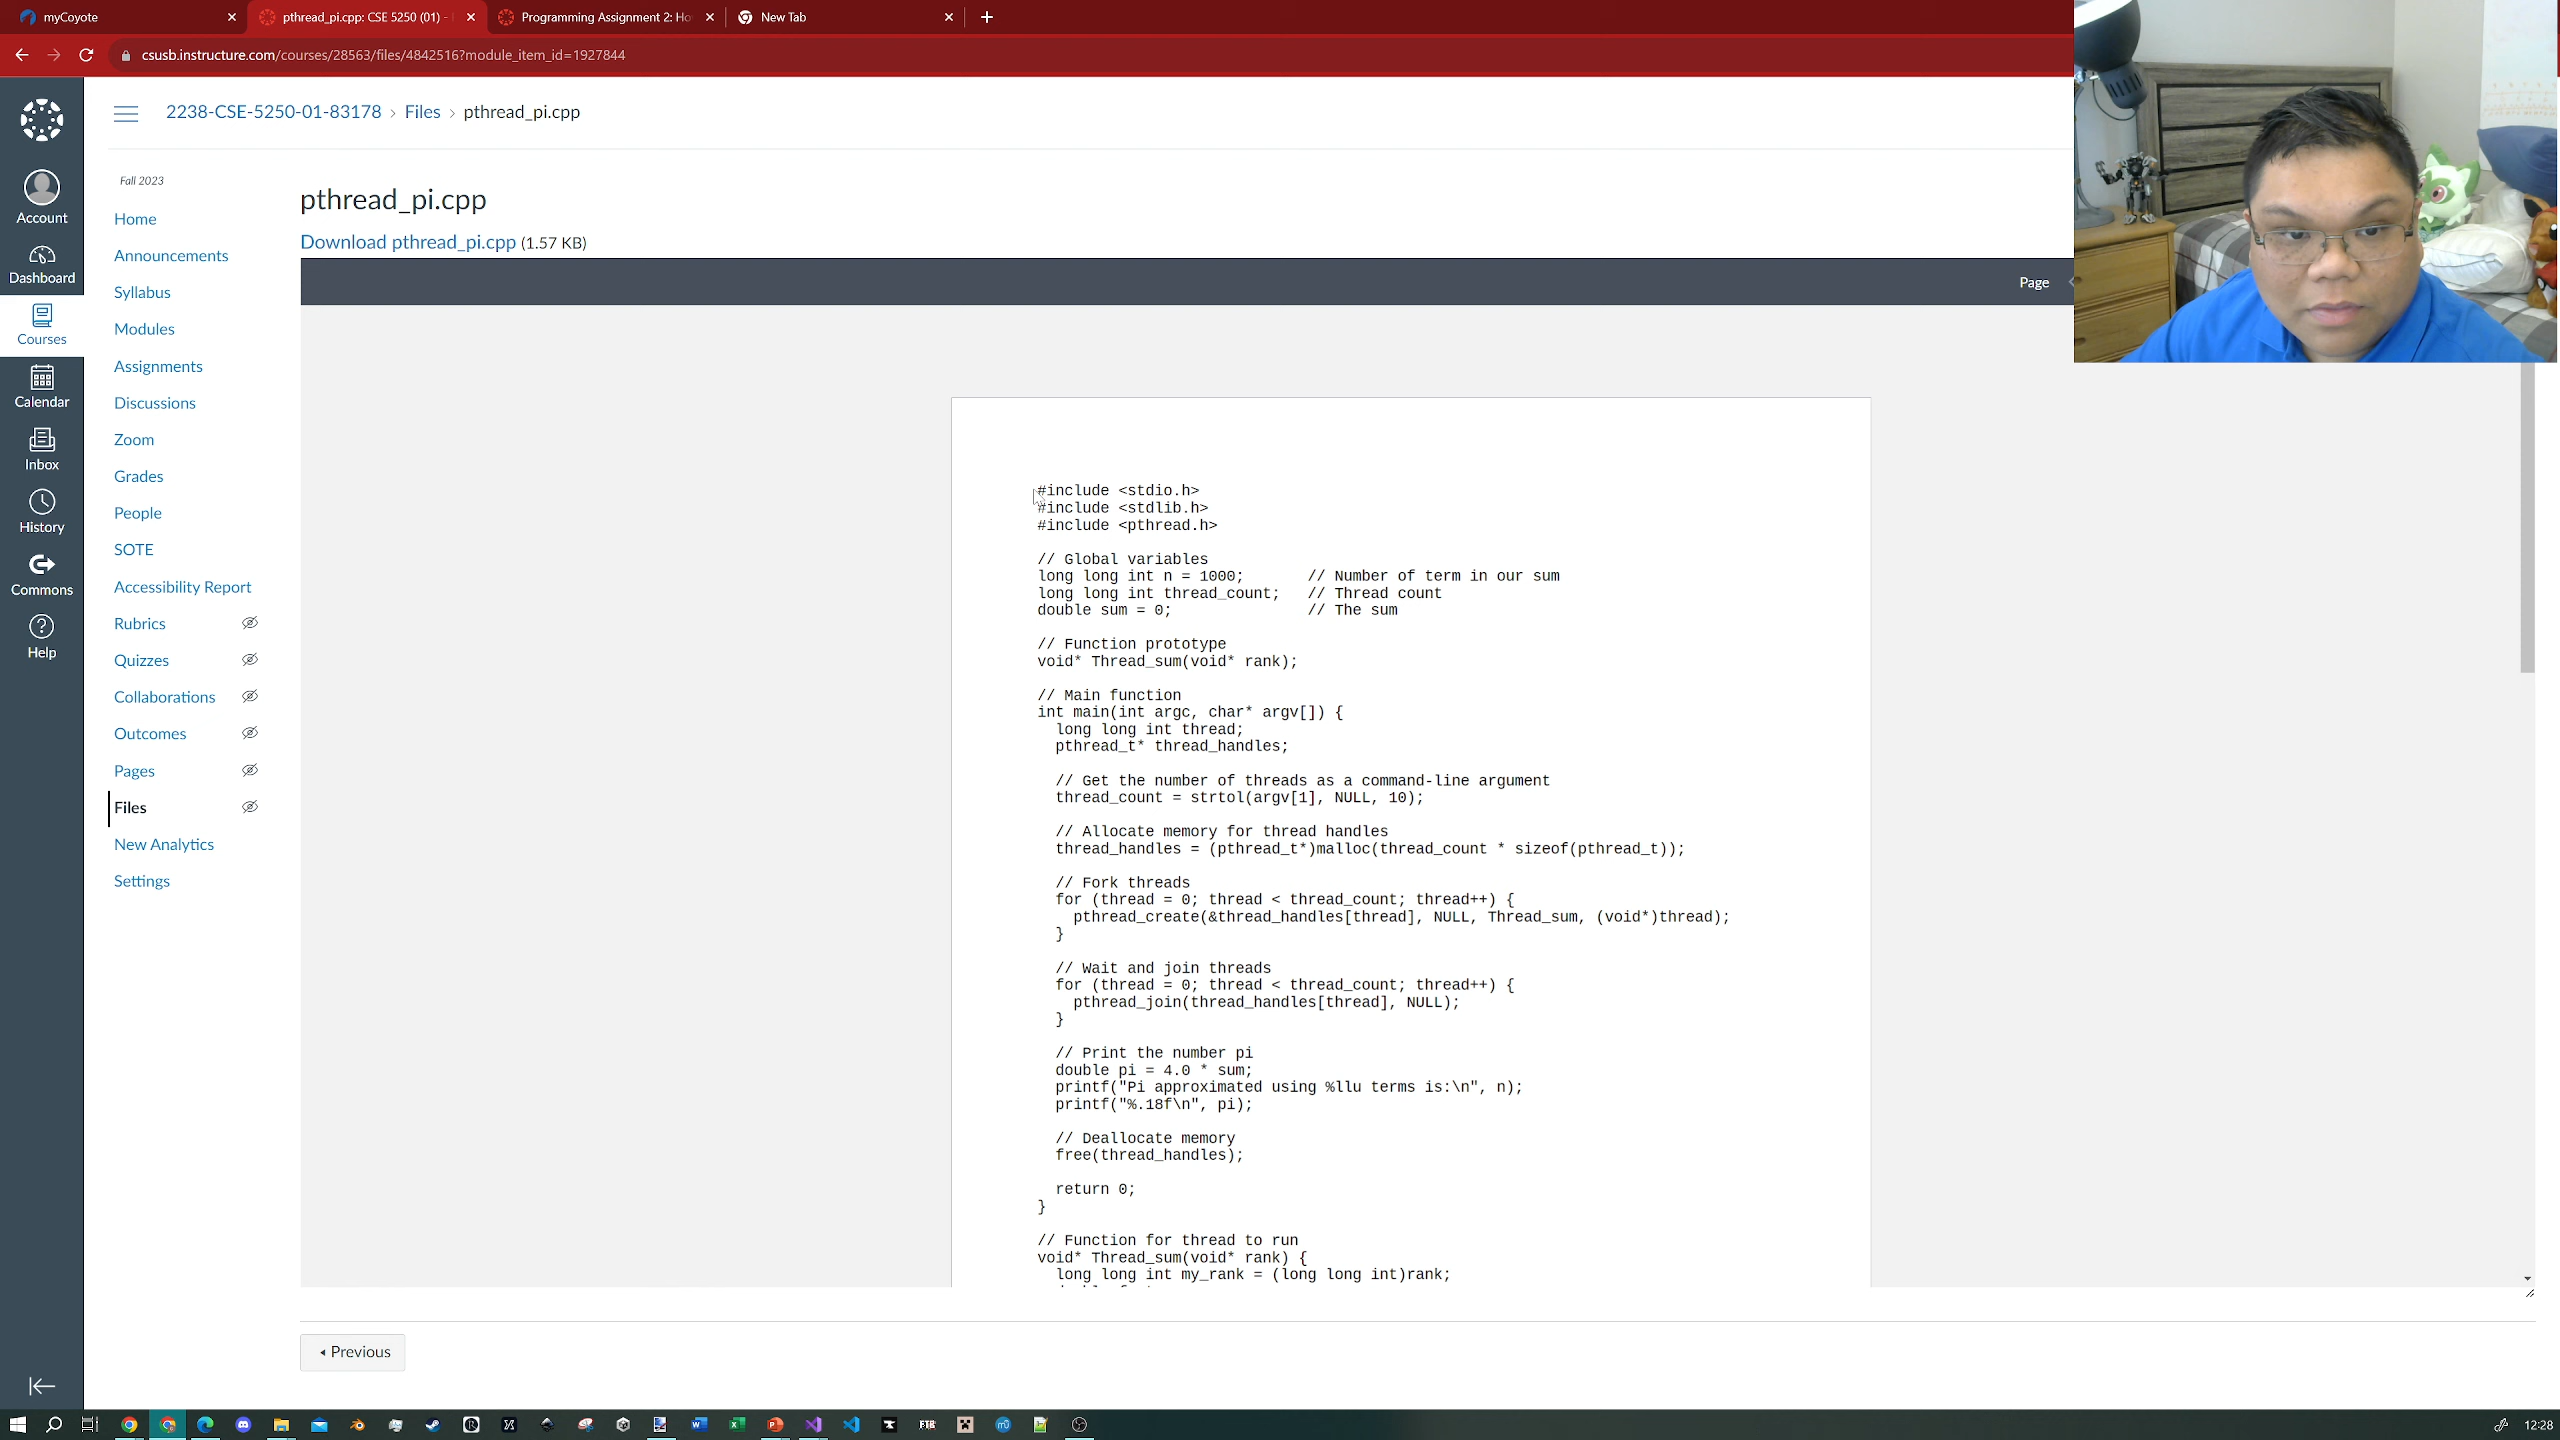 myCoyote
pthread_pi.cpp: CSE 5250 (01) -
Programming Assignment 2: Ho
New Tab
csusb.instructure.com/courses/28563/files/4842516?module_item_id=1927844
2238-CSE-5250-01-83178 › Files › pthread_pi.cpp
Account
Dashboard
Courses
Calendar
Inbox
History
Commons
Help
Fall 2023
Home
Announcements
Syllabus
Modules
Assignments
Discussions
Zoom
Grades
People
SOTE
Accessibility Report
Rubrics
Quizzes
Collaborations
Outcomes
Pages
Files
New Analytics
Settings
pthread_pi.cpp
Download pthread_pi.cpp (1.57 KB)
Page
#include <stdio.h>
#include <stdlib.h>
#include <pthread.h>
// Global variables
long long int n = 1000;       // Number of term in our sum
long long int thread_count;   // Thread count
double sum = 0;               // The sum
// Function prototype
void* Thread_sum(void* rank);
// Main function
int main(int argc, char* argv[]) {
  long long int thread;
  pthread_t* thread_handles;
  // Get the number of threads as a command-line argument
  thread_count = strtol(argv[1], NULL, 10);
  // Allocate memory for thread handles
  thread_handles = (pthread_t*)malloc(thread_count * sizeof(pthread_t));
  // Fork threads
  for (thread = 0; thread < thread_count; thread++) {
    pthread_create(&thread_handles[thread], NULL, Thread_sum, (void*)thread);
  }
  // Wait and join threads
  for (thread = 0; thread < thread_count; thread++) {
    pthread_join(thread_handles[thread], NULL);
  }
  // Print the number pi
  double pi = 4.0 * sum;
  printf("Pi approximated using %llu terms is:\n", n);
  printf("%.18f\n", pi);
  // Deallocate memory
  free(thread_handles);
  return 0;
}
// Function for thread to run
void* Thread_sum(void* rank) {
  long long int my_rank = (long long int)rank;
Previous
FTB
12:28